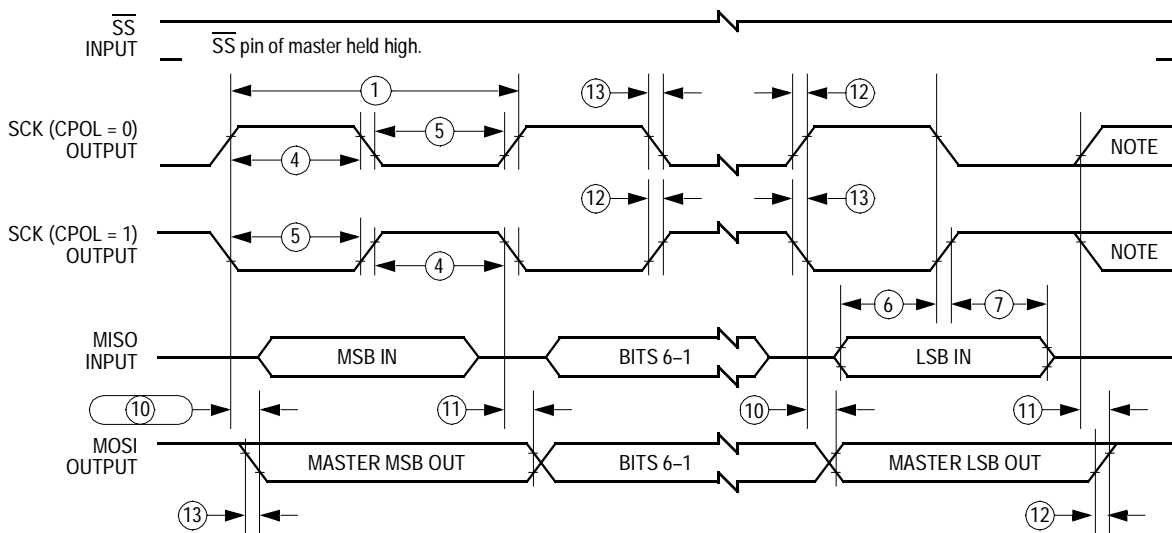 SS
INPUT
SS pin of master held high.
1
13
12
SCK (CPOL = 0)
OUTPUT
5
4
NOTE
12
13
SCK (CPOL = 1)
OUTPUT
5
4
NOTE
6
7
MISO
INPUT
MSB IN
BITS 6–1
LSB IN
10
11
10
11
MOSI
OUTPUT
MASTER MSB OUT
BITS 6–1
MASTER LSB OUT
13
12